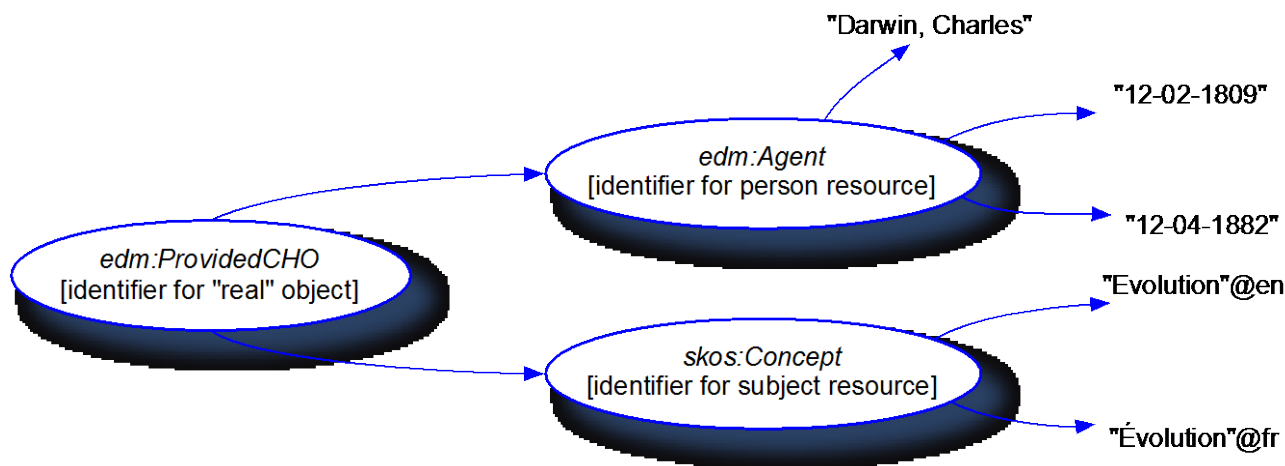 "Darwin, Charles"
"12-02-1809"
edm:Agent
[identifier for person resource]
"12-04-1882"
edm:ProvidedCHO
[identifier for "real" object]
"Evolution"@en
skos:Concept
[identifier for subject resource]
"Évolution"@fr